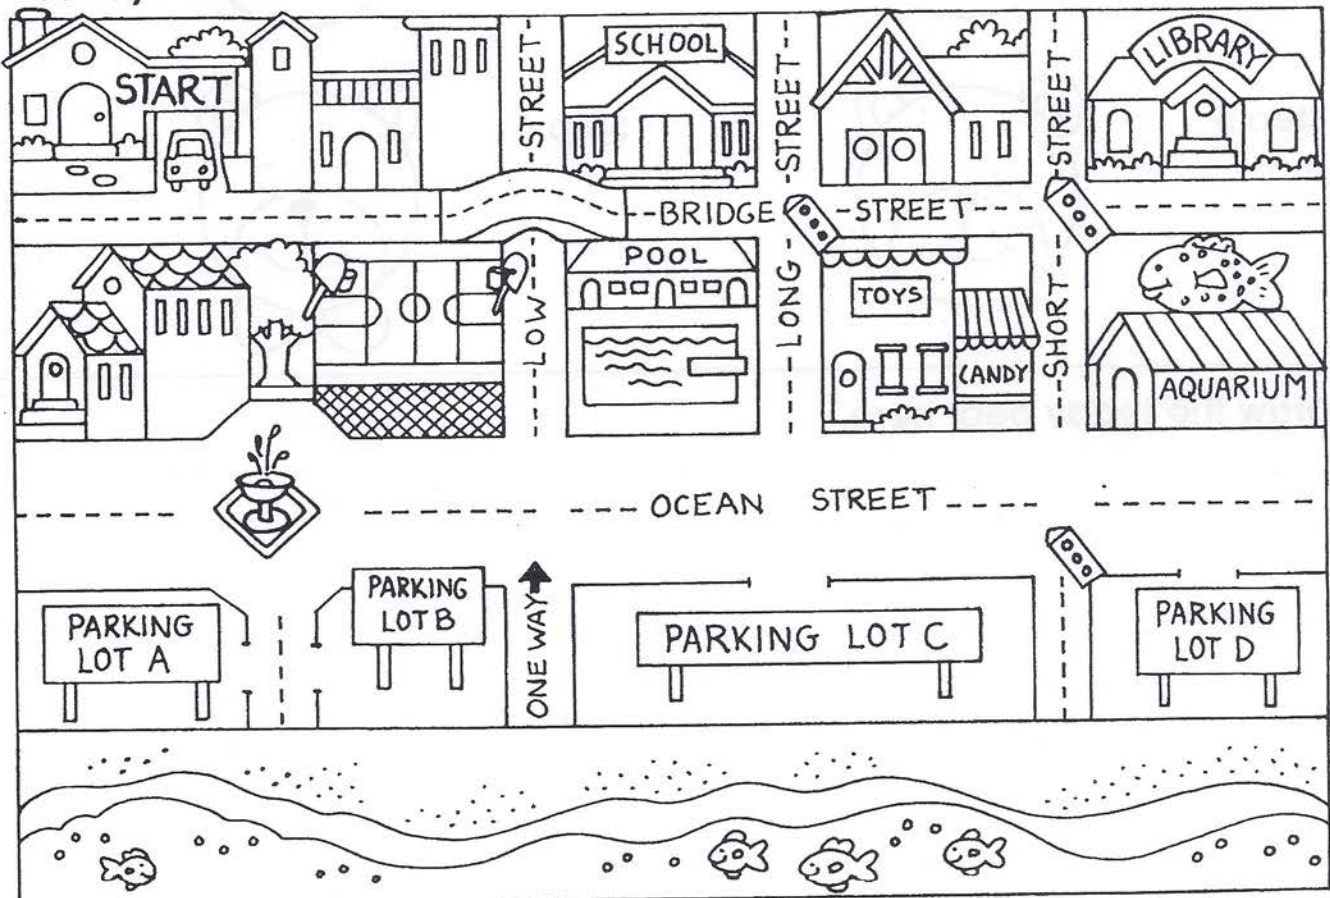 START
STREET
SCHOOL
STREET
STREET
LIBRARY
BRIDGE STREET
LOW
POOL
LONG
TOYS
CANDY
SHORT
AQUARIUM
OCEAN STREET
PARKING
LOT A
PARKING
LOT B
ONE WAY
PARKING LOT C
PARKING
LOT D